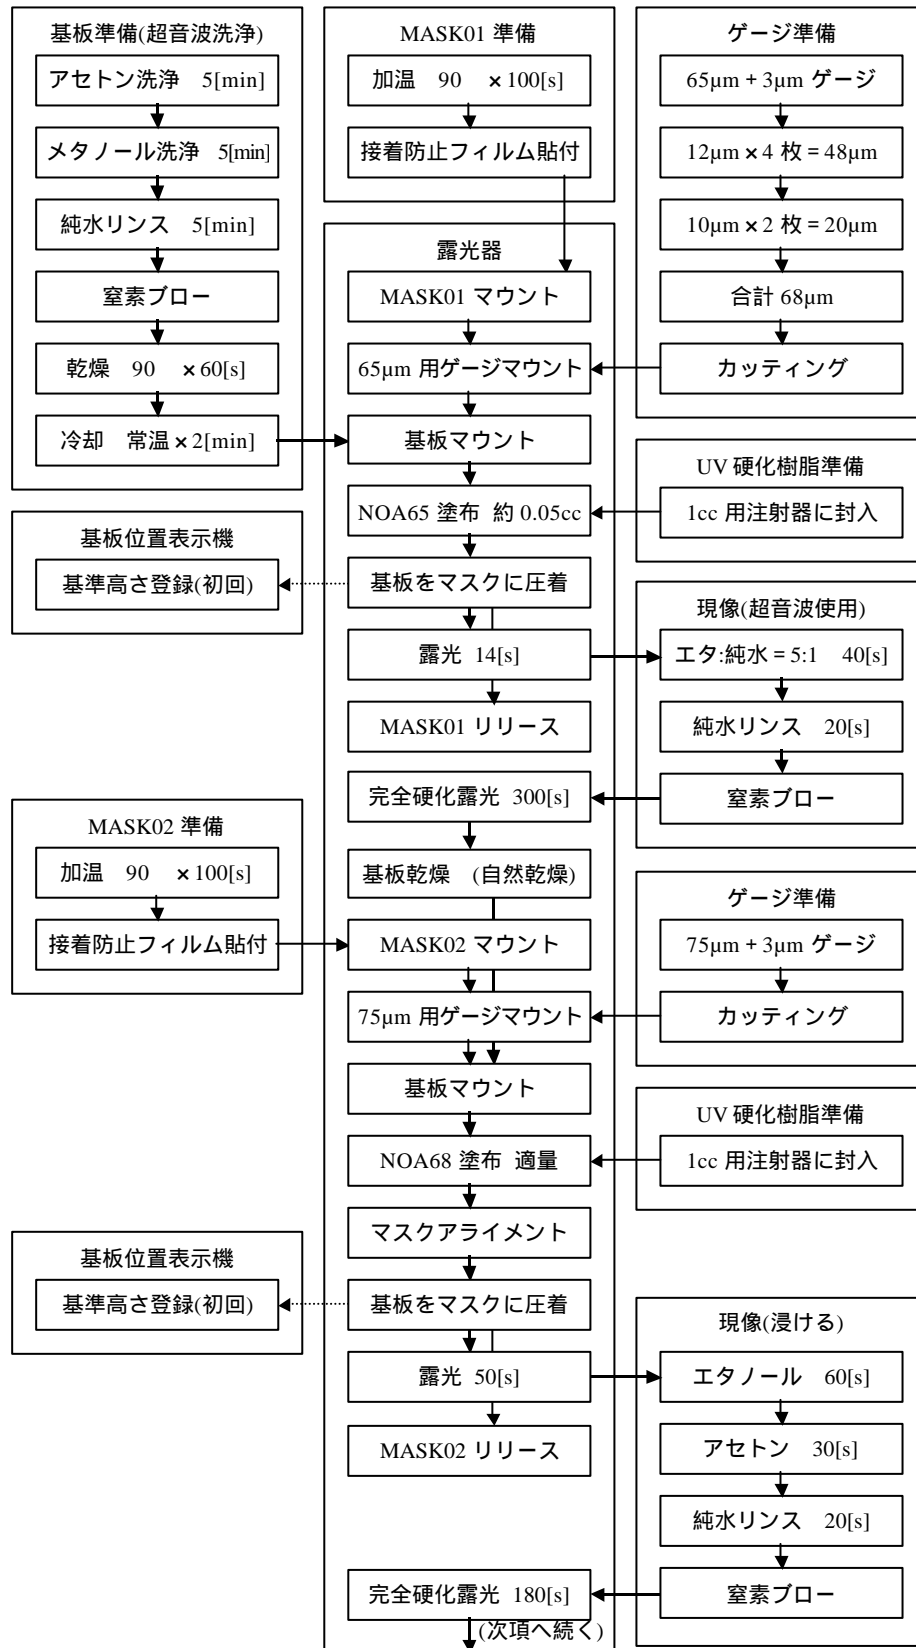 基板準備(超音波洗浄)
アセトン洗浄 5[min]
メタノール洗浄 5[min]
純水リンス 5[min]
窒素ブロー
乾燥 90 ×60[s]
冷却 常温×2[min]
MASK01 準備
加温 90 ×100[s]
接着防止フィルム貼付
ゲージ準備
65μm + 3μm ゲージ
12μm × 4 枚 = 48μm
10μm × 2 枚 = 20μm
合計 68μm
カッティング
露光器
MASK01 マウント
65μm 用ゲージマウント
基板マウント
NOA65 塗布 約 0.05cc
基板をマスクに圧着
露光 14[s]
MASK01 リリース
UV 硬化樹脂準備
1cc 用注射器に封入
基板位置表示機
基準高さ登録(初回)
現像(超音波使用)
エタ:純水 = 5:1 40[s]
純水リンス 20[s]
窒素ブロー
完全硬化露光 300[s]
基板乾燥 (自然乾燥)
MASK02 準備
加温 90 ×100[s]
接着防止フィルム貼付
MASK02 マウント
75μm 用ゲージマウント
基板マウント
NOA68 塗布 適量
マスクアライメント
基板をマスクに圧着
露光 50[s]
MASK02 リリース
ゲージ準備
75μm + 3μm ゲージ
カッティング
UV 硬化樹脂準備
1cc 用注射器に封入
基板位置表示機
基準高さ登録(初回)
現像(浸ける)
エタノール 60[s]
アセトン 30[s]
純水リンス 20[s]
窒素ブロー
完全硬化露光 180[s]
(次項へ続く)